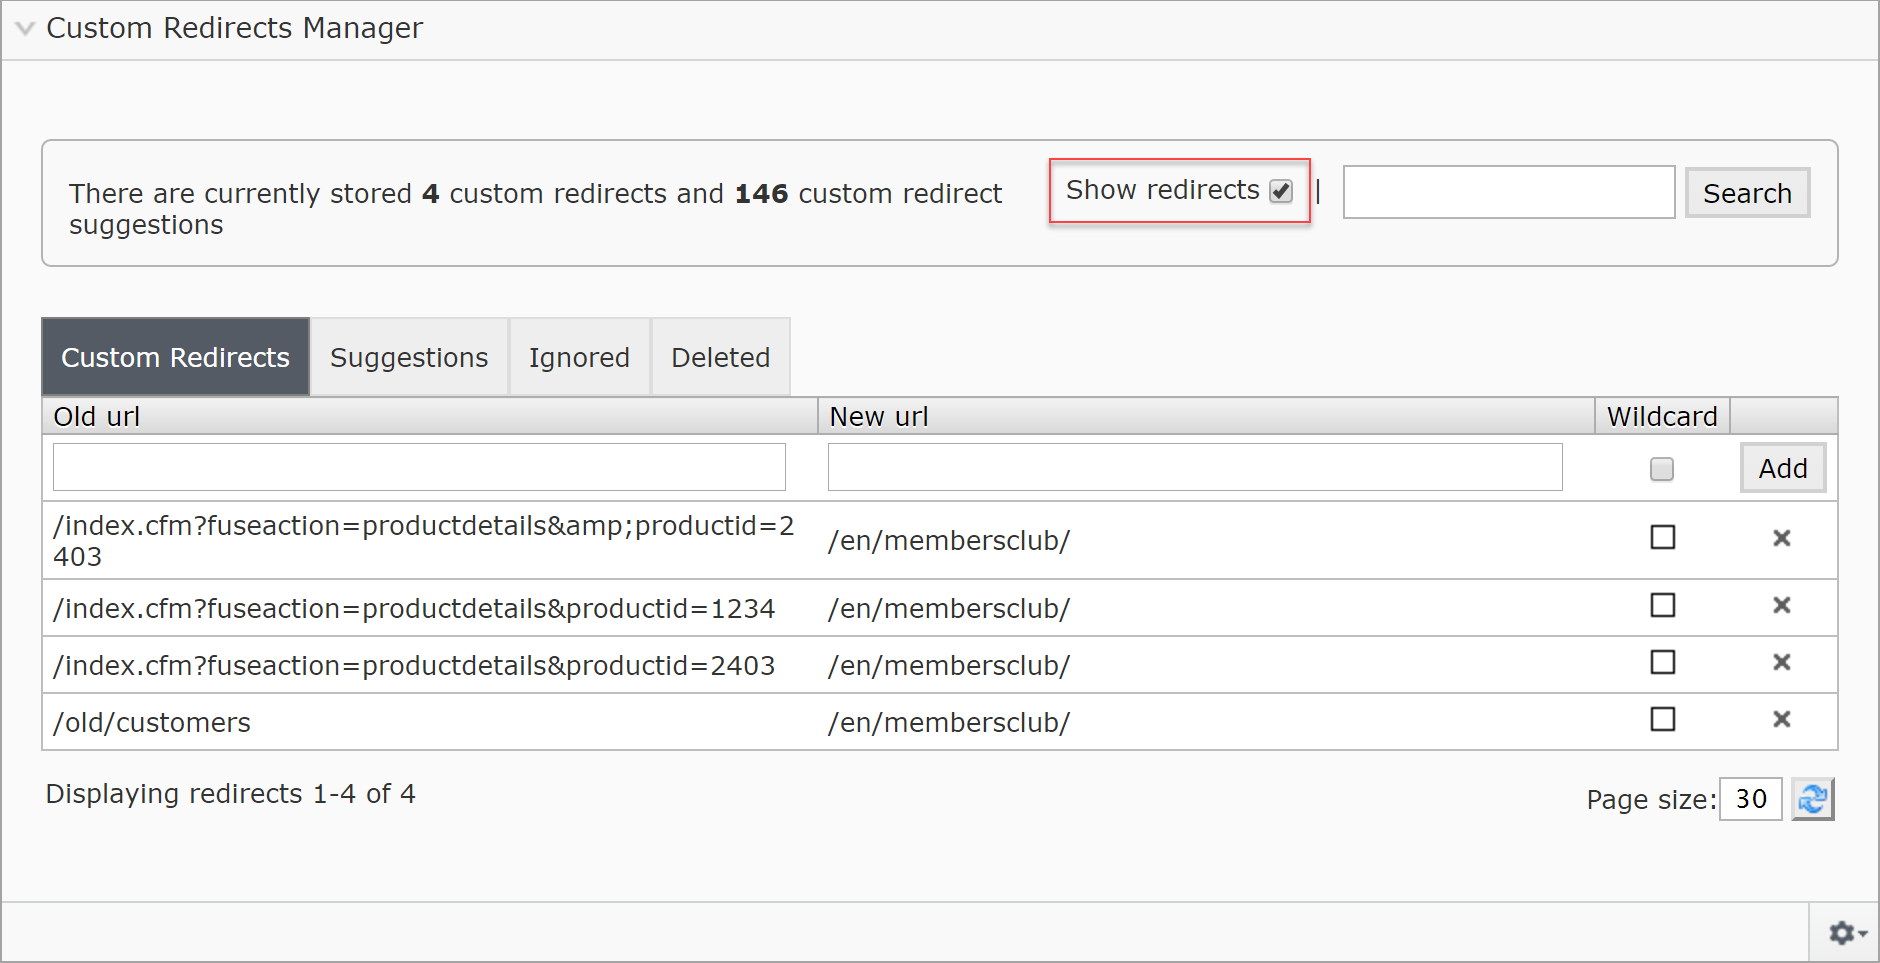 Custom Redirects Manager
There are currently stored 4 custom redirects and 146 custom redirect
suggestions
Show redirects |
Search
Custom Redirects
Suggestions
Ignored
Deleted
Old url
New url
Wildcard
Add
/index.cfm?fuseaction=productdetails&amp;productid=2
403
/en/membersclub/
/index.cfm?fuseaction=productdetails&productid=1234
/en/membersclub/
/index.cfm?fuseaction=productdetails&productid=2403
/en/membersclub/
/old/customers
/en/membersclub/
Displaying redirects 1-4 of 4
Page size: 30